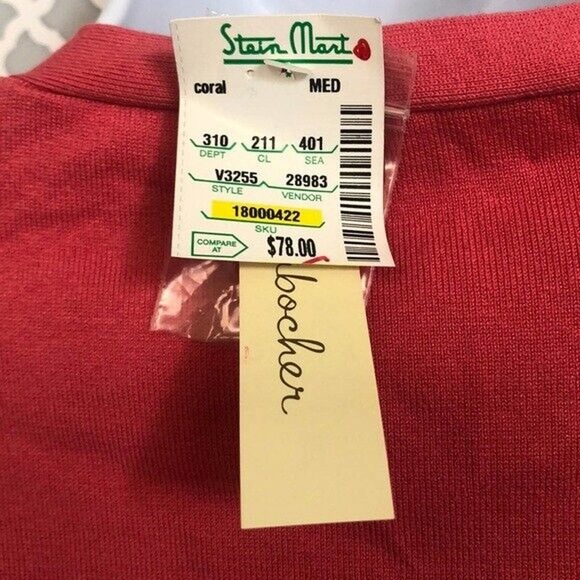 Stein Mart
coral MED
310 211 401
DEPT CL SEA
V3255 28983
STYLE VENDOR
18000422
SKU
COMPARE AT $78.00
bocher